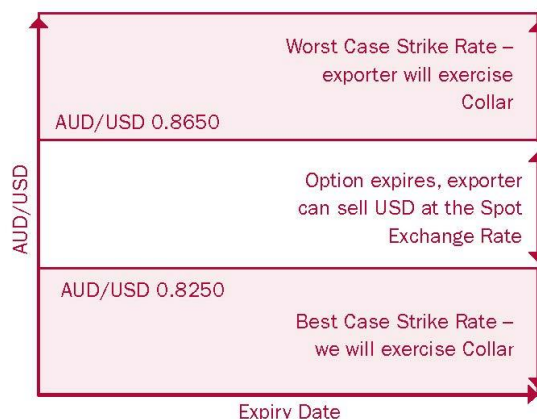 Worst Case Strike Rate –
exporter will exercise
Collar
AUD/USD 0.8650
AUD/USD
Option expires, exporter
can sell USD at the Spot
Exchange Rate
AUD/USD 0.8250
Best Case Strike Rate –
we will exercise Collar
Expiry Date